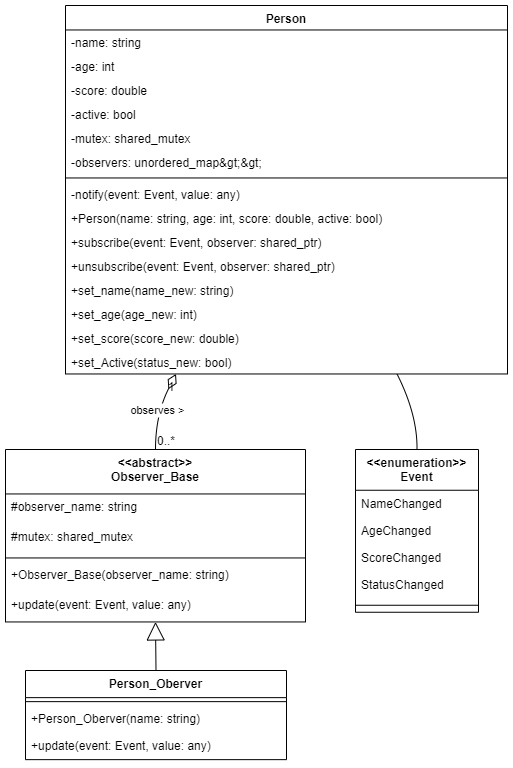 Person
-name: string
-age: int
-score: double
-active: bool
-mutex: shared_mutex
-observers: unordered_map&gt;&gt;
-notify(event: Event, value: any)
+Person(name: string, age: int, score: double, active: bool)
+subscribe(event: Event, observer: shared_ptr)
+unsubscribe(event: Event, observer: shared_ptr)
+set_name(name_new: string)
+set_age(age_new: int)
+set_score(score_new: double)
+set_Active(status_new: bool)
1
observes >
0..*
<<abstract>>
Observer_Base
#observer_name: string
#mutex: shared_mutex
+Observer_Base(observer_name: string)
+update(event: Event, value: any)
<<enumeration>>
Event
NameChanged
AgeChanged
ScoreChanged
StatusChanged
Person_Oberver
+Person_Oberver(name: string)
+update(event: Event, value: any)